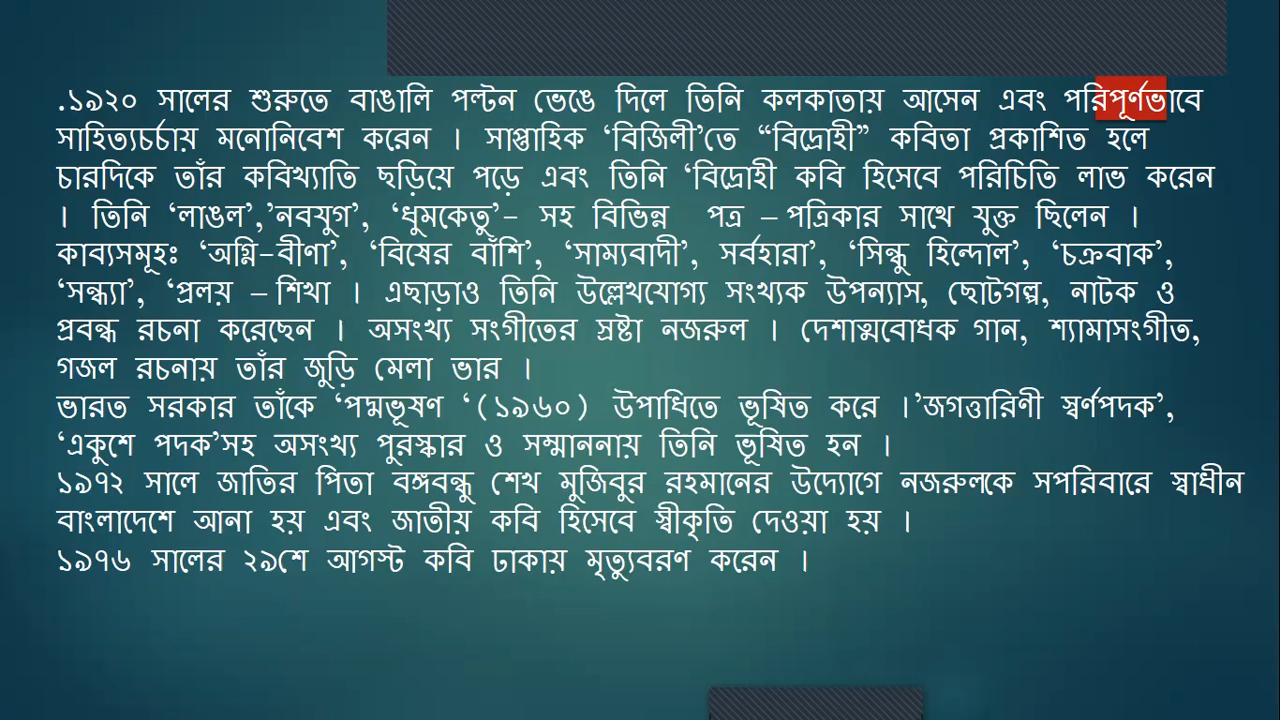 .১৯২০ সালের শুরুতে বাঙালি পল্টন ভেঙে দিলে তিনি কলকাতায় আসেন এবং পরিপূর্ণভাবে
সাহিত্যচর্চায় মনোনিবেশ করেন । সাপ্তাহিক ‘বিজিলী’তে “বিদ্রোহী” কবিতা প্রকাশিত হলে
চারদিকে তাঁর কবিখ্যাতি ছড়িয়ে পড়ে এবং তিনি ‘বিদ্রোহী কবি হিসেবে পরিচিতি লাভ করেন
। তিনি ‘লাঙল’,’নবযুগ’, ‘ধুমকেতু’- সহ বিভিন্ন পত্র – পত্রিকার সাথে যুক্ত ছিলেন ।
কাব্যসমূহঃ ‘অগ্নি-বীণা’, ‘বিষের বাঁশি’, ‘সাম্যবাদী’, সর্বহারা’, ‘সিন্ধু হিন্দোল’, ‘চক্রবাক’,
‘সন্ধ্যা’, ‘প্রলয় – শিখা । এছাড়াও তিনি উল্লেখযোগ্য সংখ্যক উপন্যাস, ছোটগল্প, নাটক ও
প্রবন্ধ রচনা করেছেন । অসংখ্য সংগীতের স্রষ্টা নজরুল । দেশাত্মবোধক গান, শ্যামাসংগীত,
গজল রচনায় তাঁর জুড়ি মেলা ভার ।
ভারত সরকার তাঁকে ‘পদ্মভূষণ ‘(১৯৬০) উপাধিতে ভূষিত করে ।’জগত্তারিণী স্বর্ণপদক’,
‘একুশে পদক’সহ অসংখ্য পুরস্কার ও সম্মাননায় তিনি ভূষিত হন ।
১৯৭২ সালে জাতির পিতা বঙ্গবন্ধু শেখ মুজিবুর রহমানের উদ্যোগে নজরুলকে সপরিবারে স্বাধীন
বাংলাদেশে আনা হয় এবং জাতীয় কবি হিসেবে স্বীকৃতি দেওয়া হয় ।
১৯৭৬ সালের ২৯শে আগস্ট কবি ঢাকায় মৃত্যুবরণ করেন ।